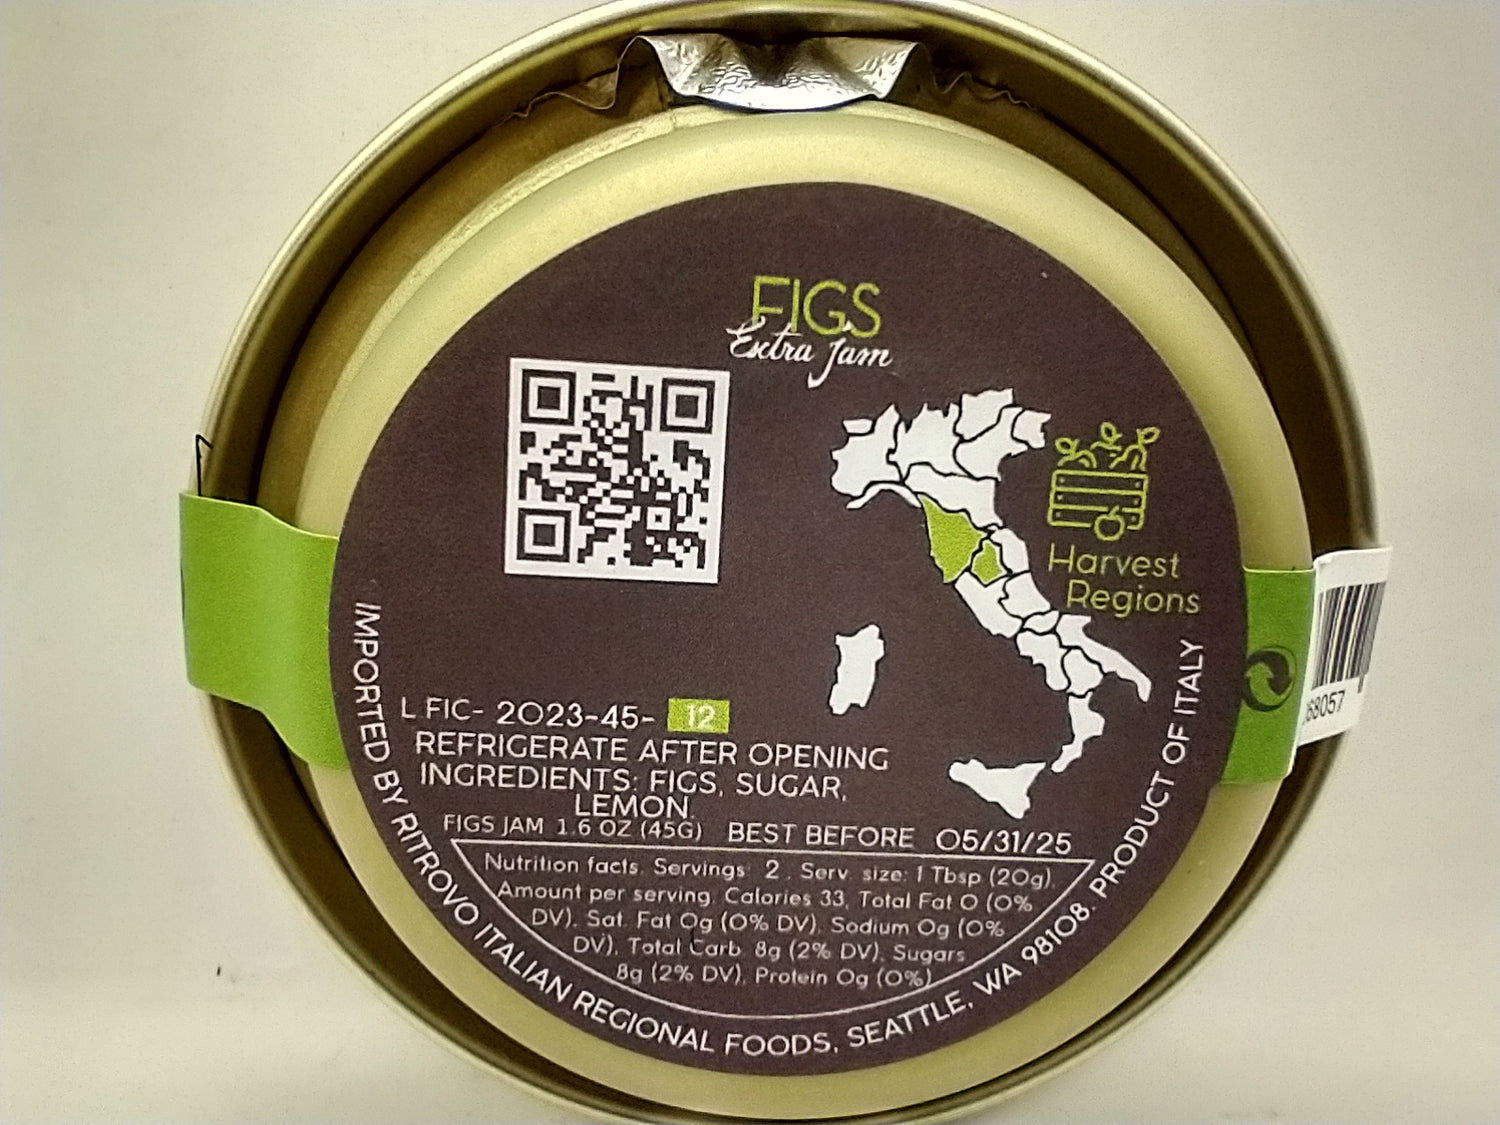 FIGS
Extra Jam
Harvest
Regions
L FIC- 2023-45- 12
REFRIGERATE AFTER OPENING
INGREDIENTS: FIGS, SUGAR,
LEMON.
FIGS JAM 1.6 OZ (45G) BEST BEFORE 05/31/25
Nutrition facts. Servings: 2. Serv. size: 1 Tbsp (20g).
Amount per serving. Calories 33, Total Fat 0 (0%
DV), Sat. Fat 0g (0% DV), Sodium 0g (0%
DV), Total Carb. 8g (2% DV), Sugars
8g (2% DV), Protein 0g (0%)
IMPORTED BY RITROVO ITALIAN REGIONAL FOODS, SEATTLE, WA 98108. PRODUCT OF ITALY
68057